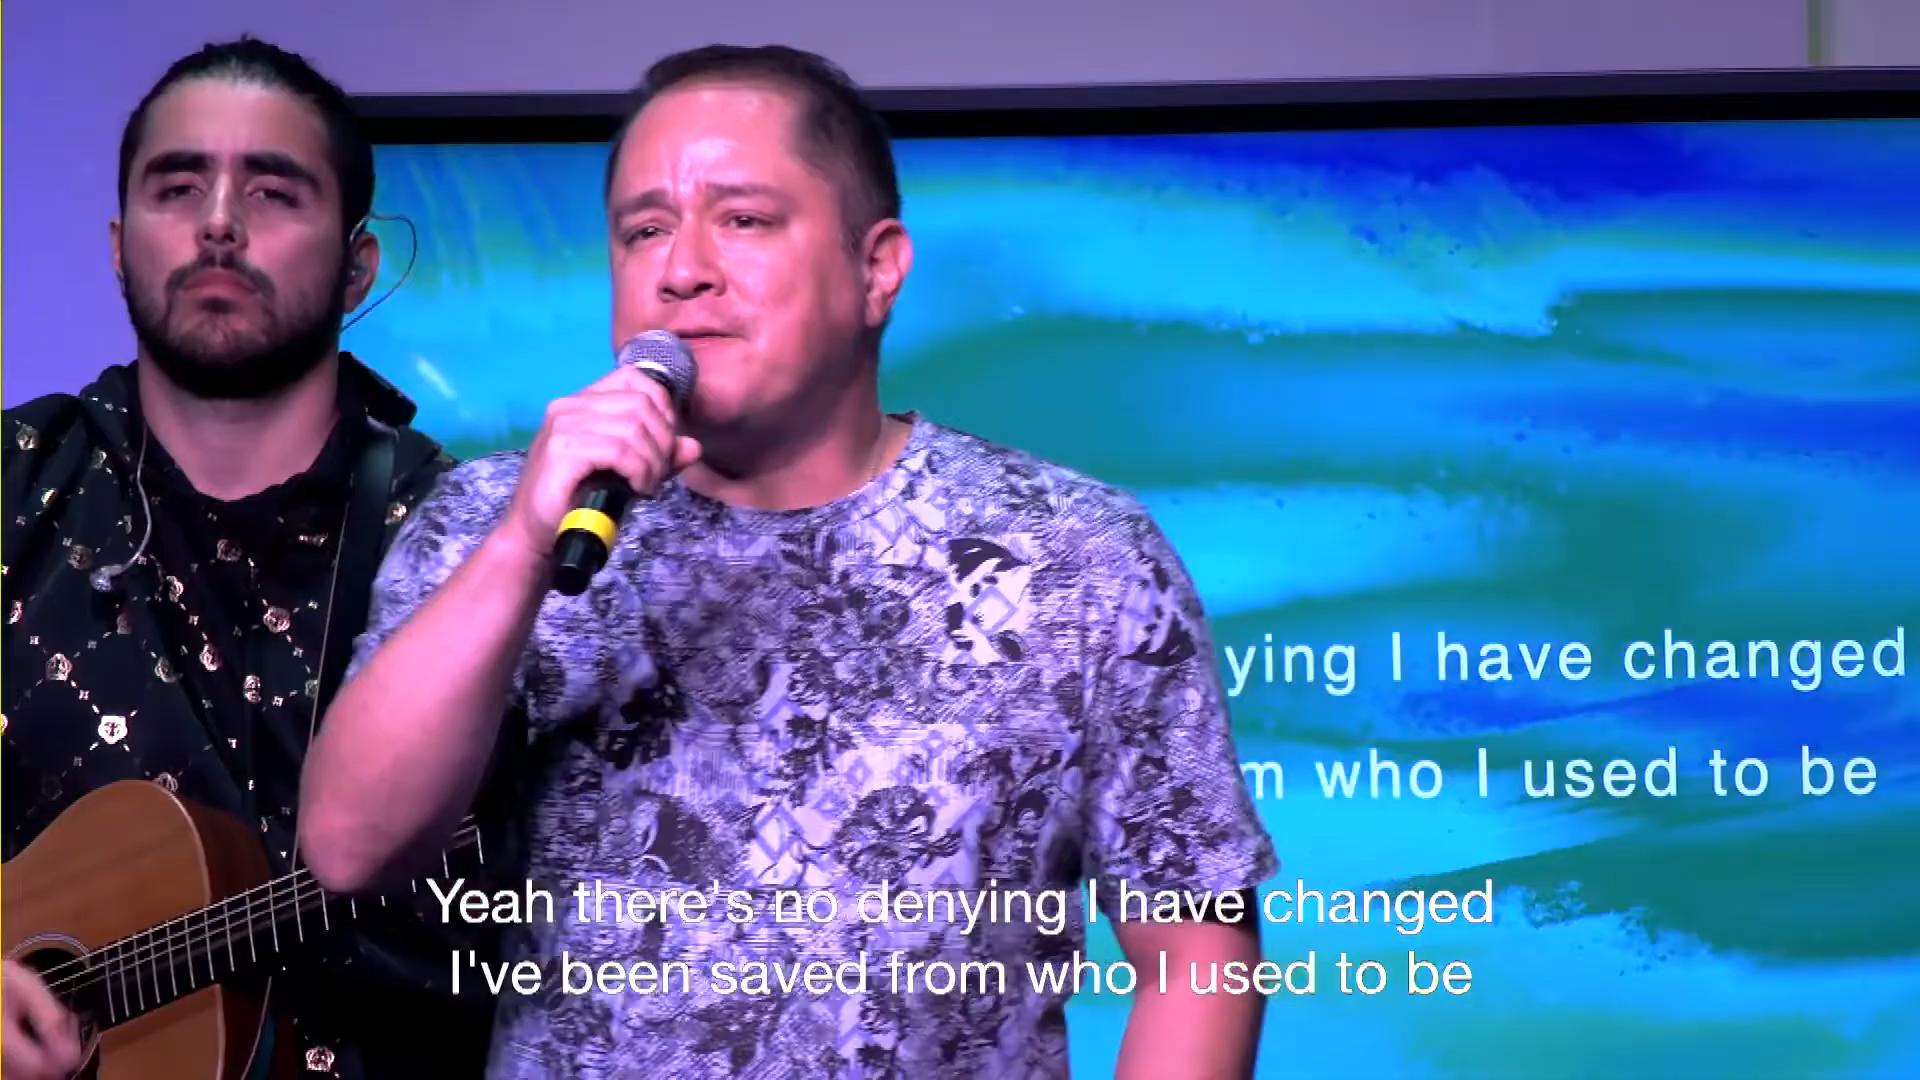 ying I have changed
m who I used to be
Yeah there's no denying I have changed
I've been saved from who I used to be